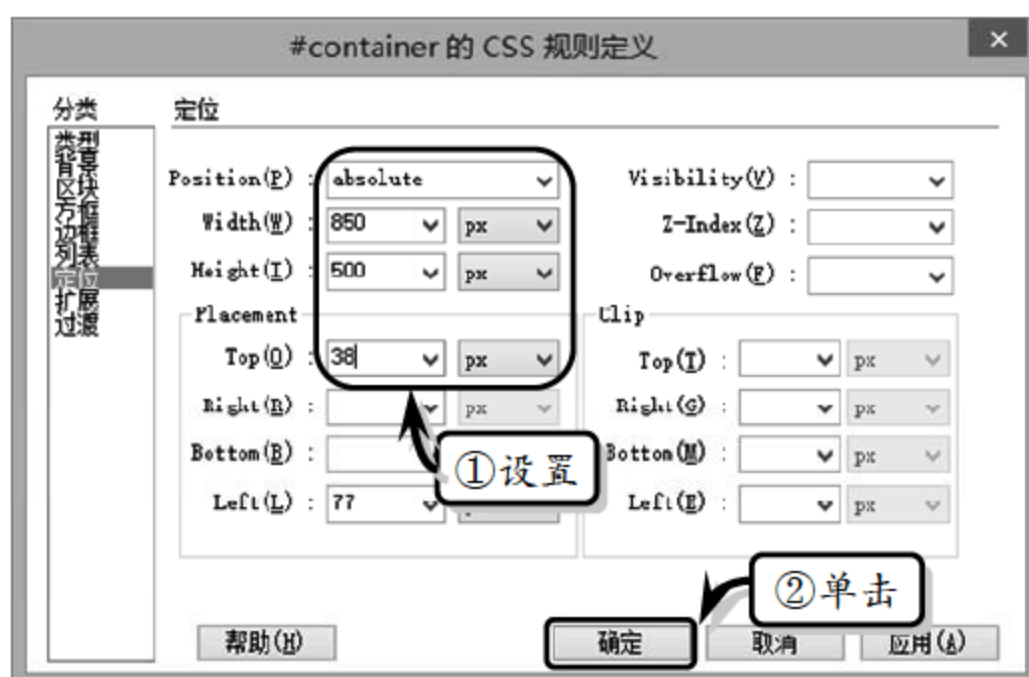 #container 的 CSS 规则定义
分类
类型
背景
区块
方框
边框
列表
定位
扩展
过渡
定位
Position(P) : absolute
Width(W) : 850 px
Height(I) : 500 px
Placement
Top(O) : 38 px
Right(R) : px
Bottom(B) :
Left(L) : 77
Visibility(V) :
Z-Index(Z) :
Overflow(F) :
Clip
Top(T) : px
Right(G) : px
Bottom(M) : px
Left(E) : px
①设置
②单击
帮助(H)
确定
取消
应用(A)